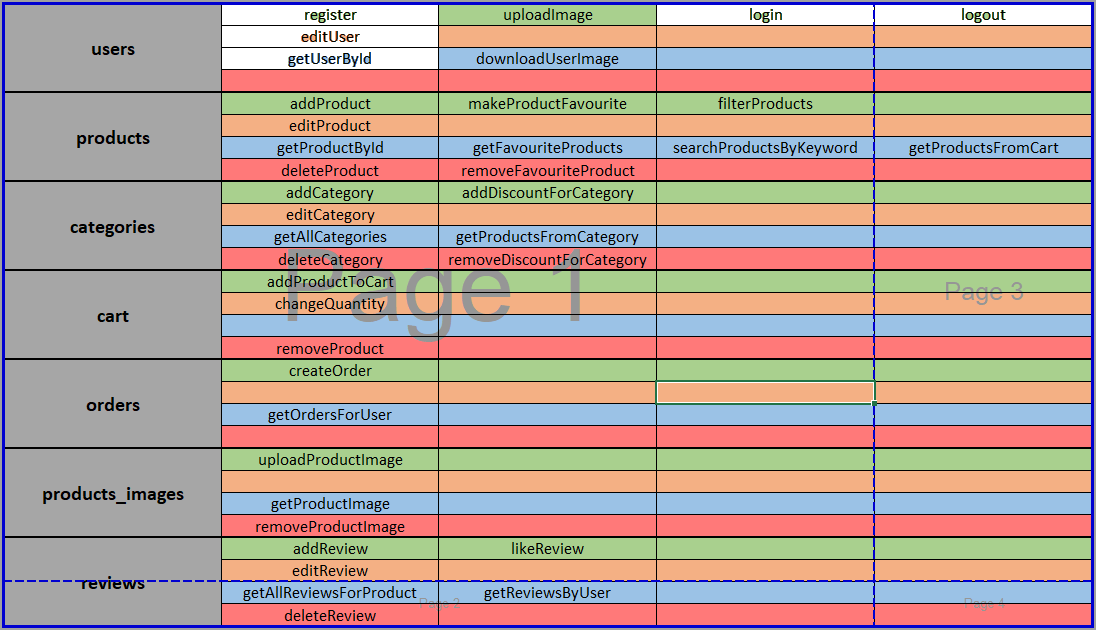 register uploadImage login logout
editUser
users
getUserById downloadUserImage
addProduct makeProductFavourite filterProducts
editProduct
products
getProductById getFavouriteProducts searchProductsByKeyword getProductsFromCart
deleteProduct removeFavouriteProduct
addCategory addDiscountForCategory
editCategory
categories
getAllCategories getProductsFromCategory
deleteCategory removeDiscountForCategory
Page 1
addProductToCart
changeQuantity
Page 3
cart
removeProduct
createOrder
orders
getOrdersForUser
uploadProductImage
products_images
getProductImage
removeProductImage
addReview likeReview
editReview
reviews
getAllReviewsForProduct getReviewsByUser
Page 2 Page 4
deleteReview